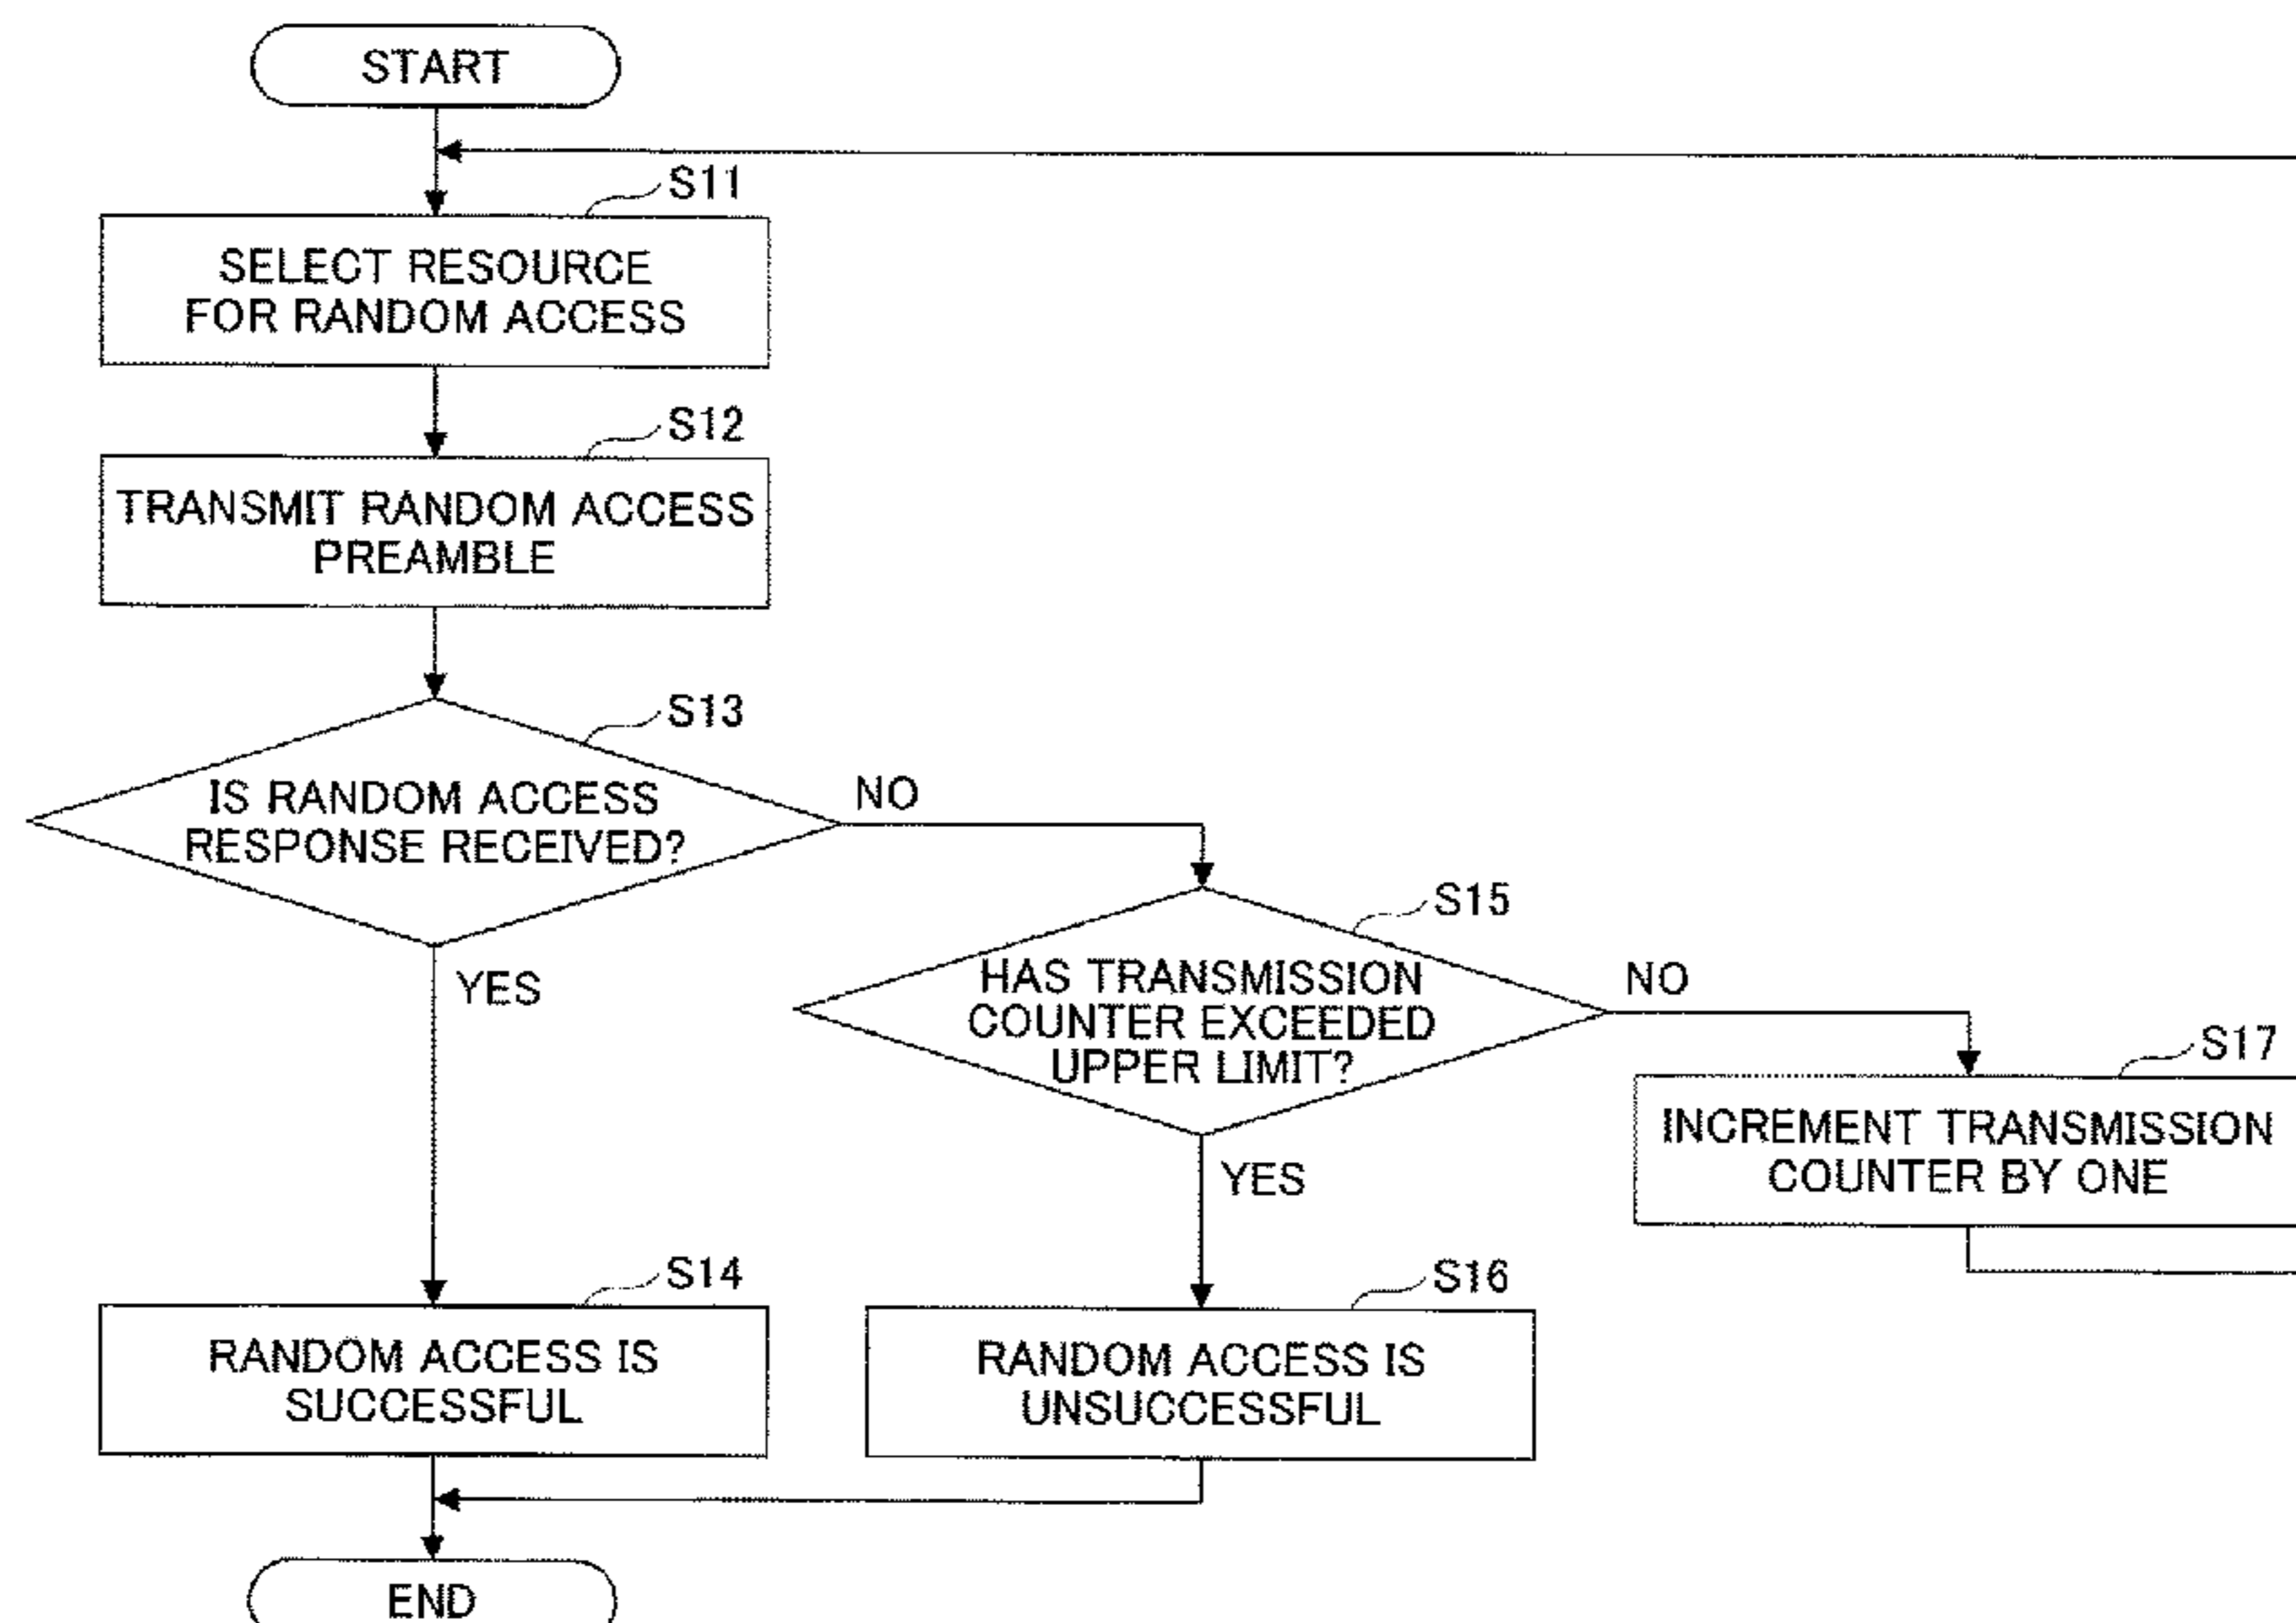 START
S11
SELECT RESOURCE
FOR RANDOM ACCESS
S12
TRANSMIT RANDOM ACCESS
PREAMBLE
S13
IS RANDOM ACCESS
RESPONSE RECEIVED?
NO
YES
S15
HAS TRANSMISSION
COUNTER EXCEEDED
UPPER LIMIT?
NO
YES
S17
INCREMENT TRANSMISSION
COUNTER BY ONE
S14
RANDOM ACCESS IS
SUCCESSFUL
S16
RANDOM ACCESS IS
UNSUCCESSFUL
END